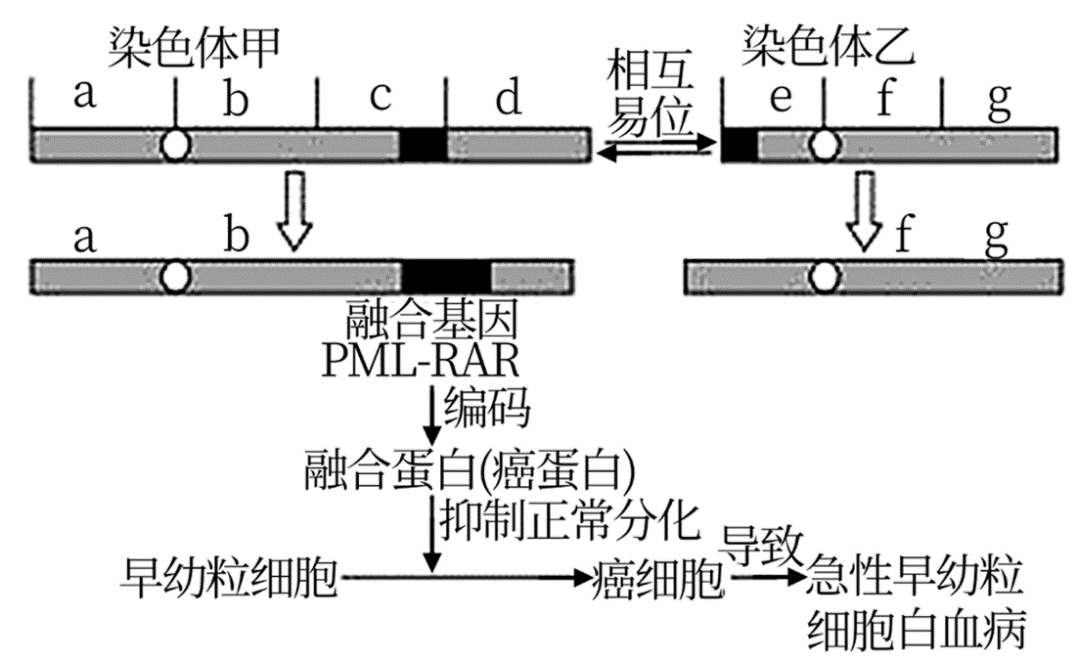 染色体甲
染色体乙
a b c d
相互
易位
e f g
a b
f g
融合基因
PML-RAR
编码
融合蛋白(癌蛋白)
抑制正常分化
早幼粒细胞
癌细胞
导致
急性早幼粒
细胞白血病